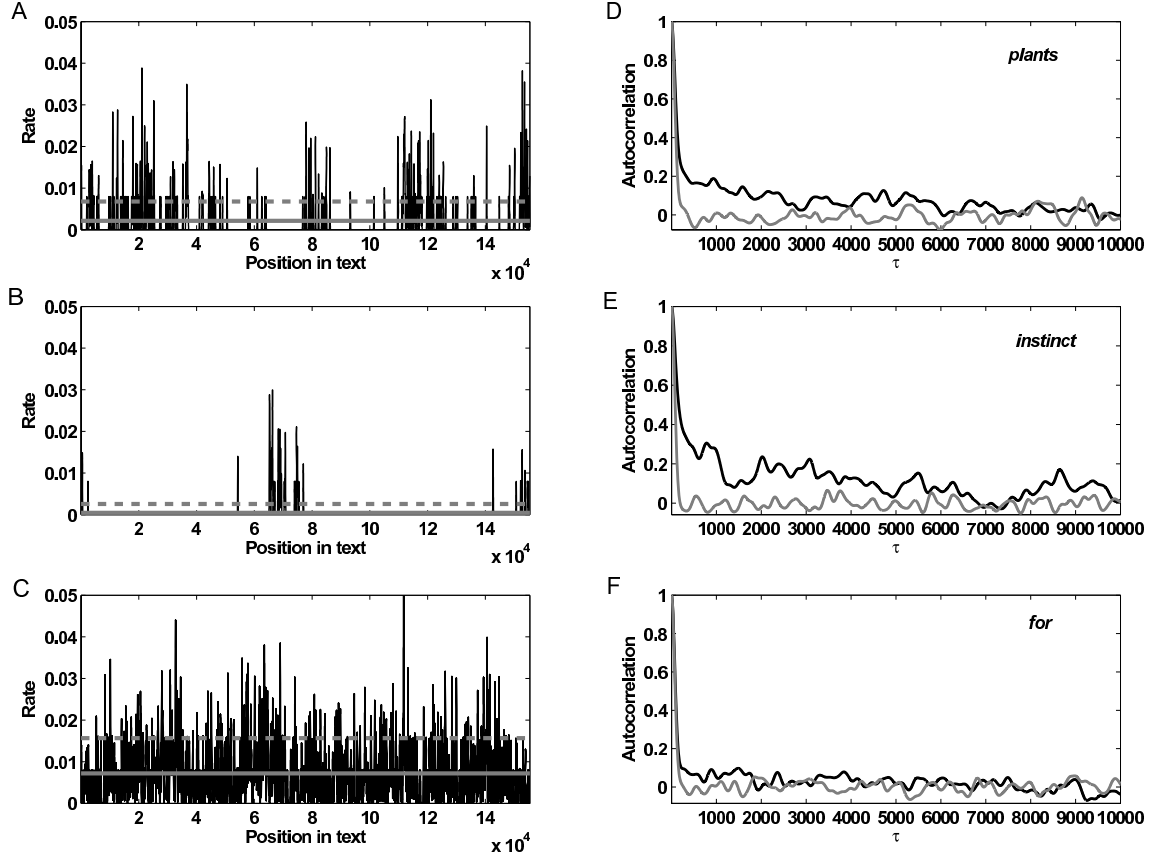 A
0.05
0.04
0.03
0.02
0.01
0
Rate
2 4 6 8 10 12 14
Position in text
x 10^4
D
1
0.8
0.6
0.4
0.2
0
Autocorrelation
plants
1000 2000 3000 4000 5000 6000 7000 8000 9000 10000
τ
B
0.05
0.04
0.03
0.02
0.01
0
Rate
2 4 6 8 10 12 14
Position in text
x 10^4
E
1
0.8
0.6
0.4
0.2
0
Autocorrelation
instinct
1000 2000 3000 4000 5000 6000 7000 8000 9000 10000
τ
C
0.05
0.04
0.03
0.02
0.01
0
Rate
2 4 6 8 10 12 14
Position in text
x 10^4
F
1
0.8
0.6
0.4
0.2
0
Autocorrelation
for
1000 2000 3000 4000 5000 6000 7000 8000 9000 10000
τ